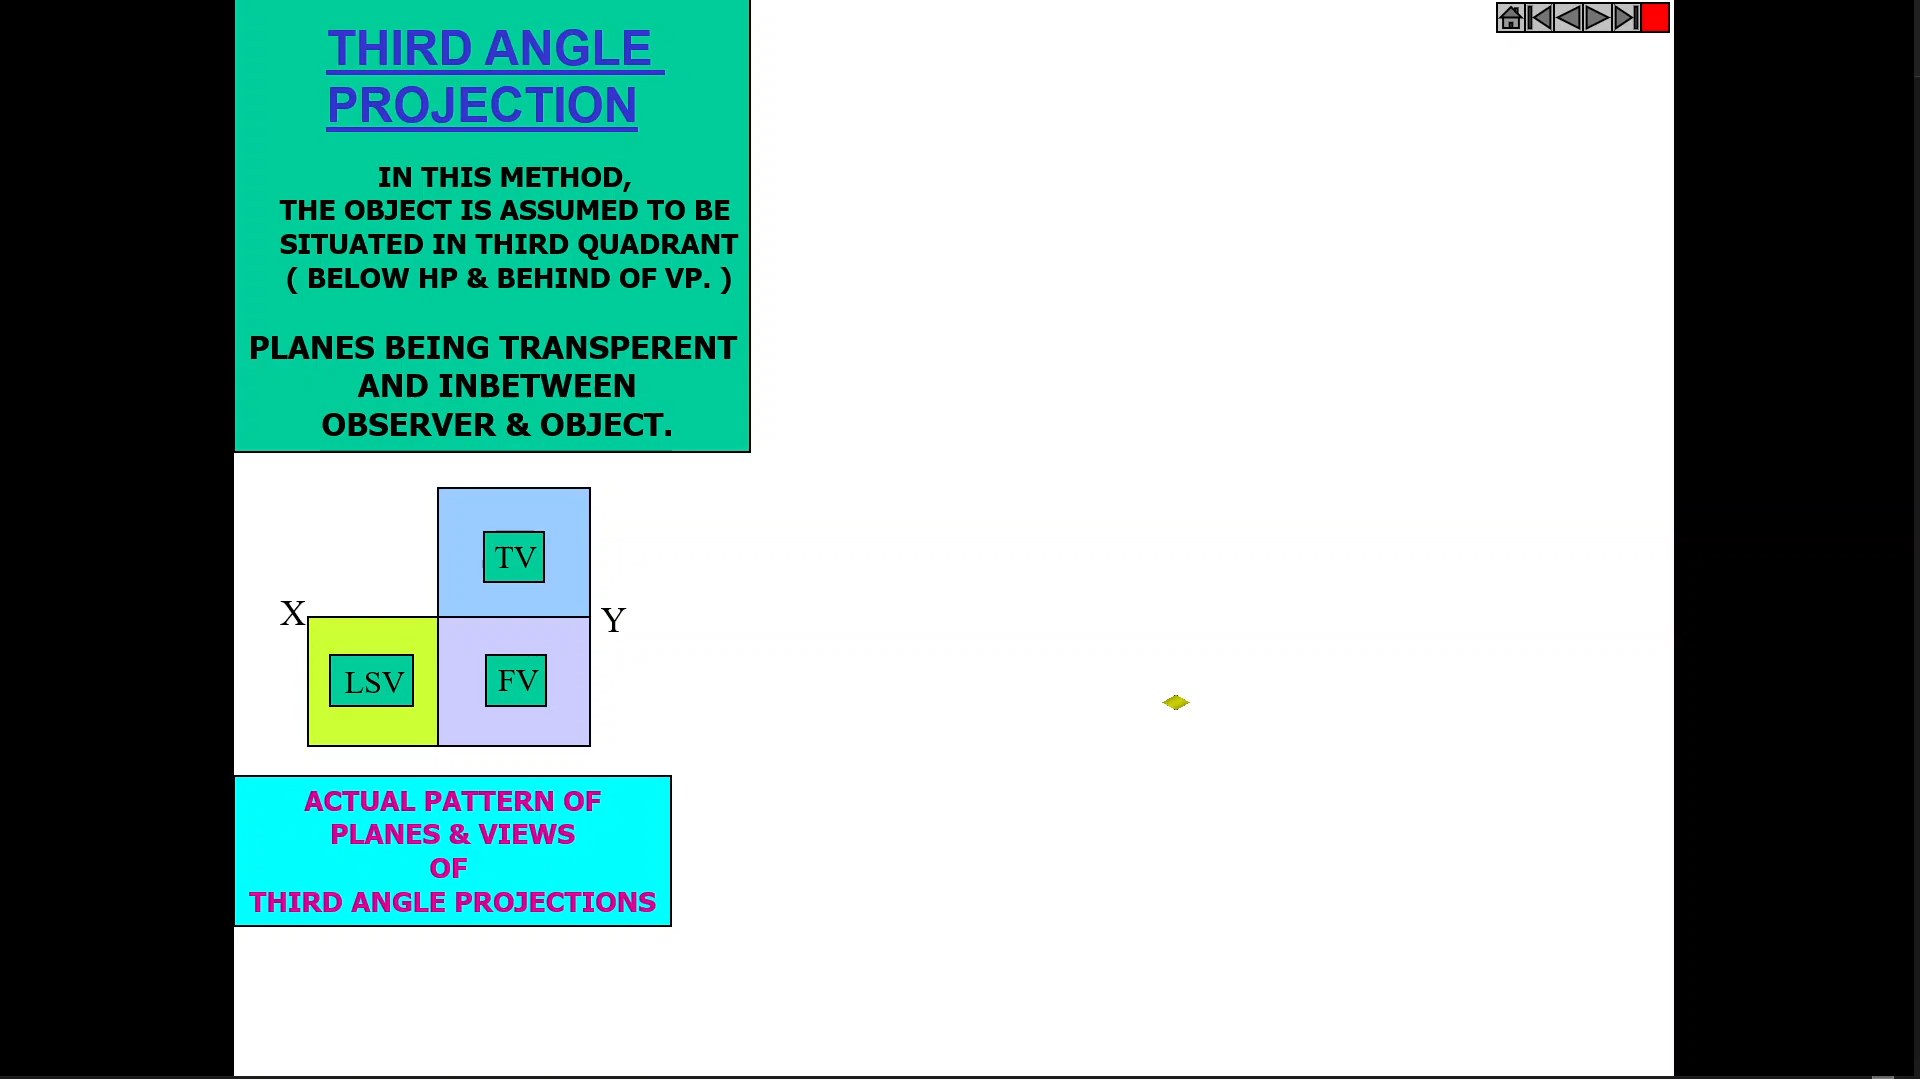 THIRD ANGLE
PROJECTION
IN THIS METHOD,
THE OBJECT IS ASSUMED TO BE
SITUATED IN THIRD QUADRANT
( BELOW HP & BEHIND OF VP. )
PLANES BEING TRANSPERENT
AND INBETWEEN
OBSERVER & OBJECT.
TV
X
Y
LSV
FV
ACTUAL PATTERN OF
PLANES & VIEWS
OF
THIRD ANGLE PROJECTIONS